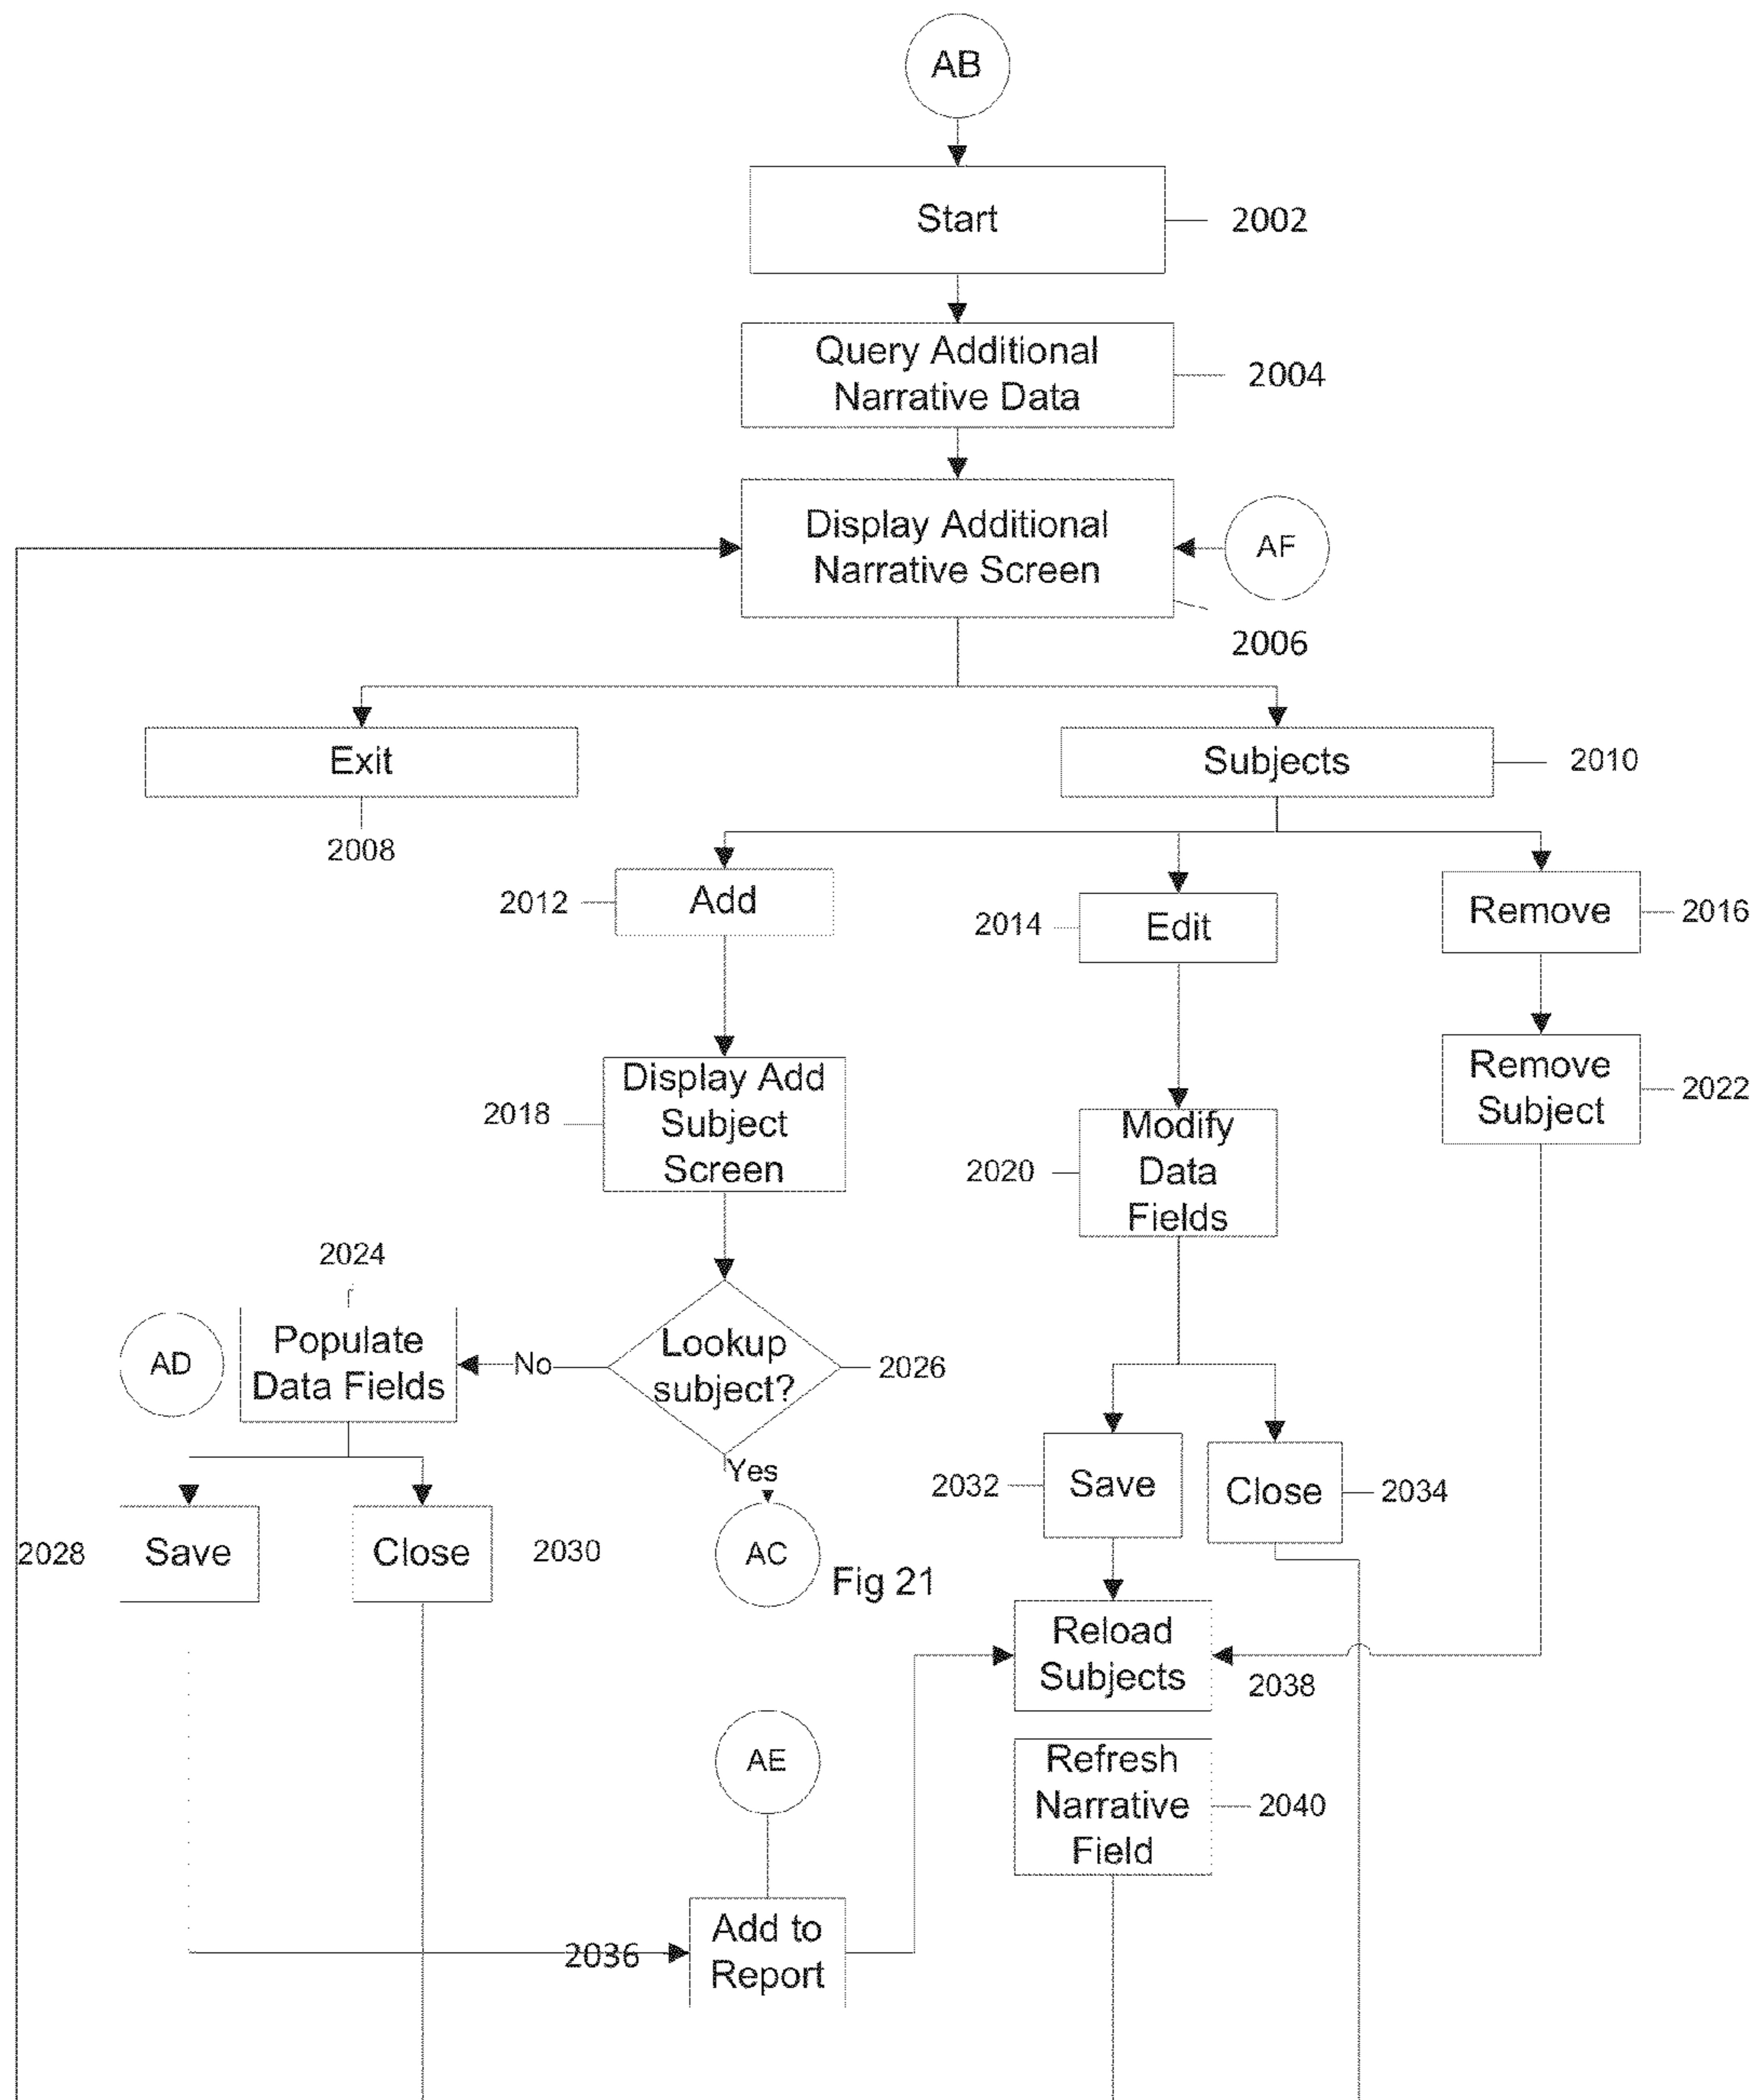 AB
Start
2002
Query Additional
Narrative Data
2004
Display Additional
Narrative Screen
AF
2006
Exit
Subjects
2010
2008
2012
Add
2014
Edit
Remove
2016
2018
Display Add
Subject
Screen
2020
Modify
Data
Fields
Remove
Subject
2022
2024
AD
Populate
Data Fields
No
Lookup
subject?
2026
Yes
2028
Save
Close
2030
AC
Fig 21
2032
Save
Close
2034
Reload
Subjects
2038
AE
Refresh
Narrative
Field
2040
2036
Add to
Report